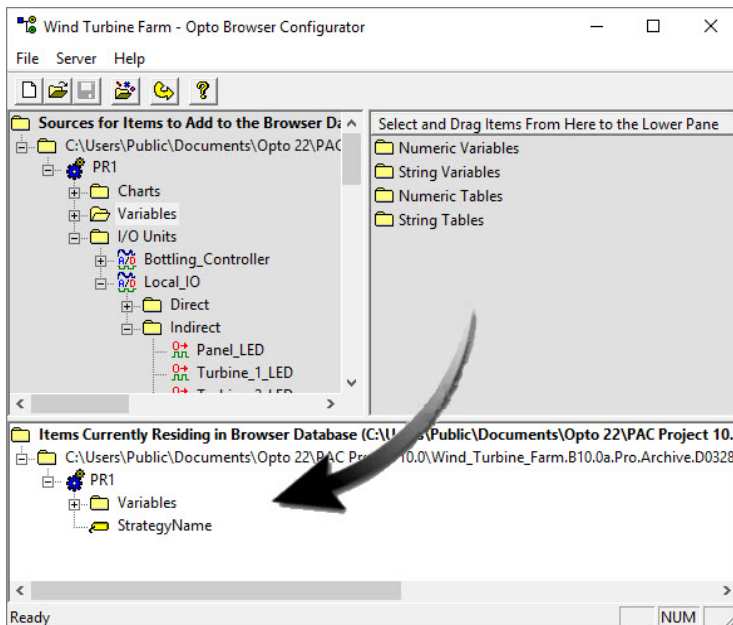 Wind Turbine Farm - Opto Browser Configurator
File Server Help
Sources for Items to Add to the Browser Da
C:\Users\Public\Documents\Opto 22\PAC
PR1
Charts
Variables
I/O Units
Bottling_Controller
Local_IO
Direct
Indirect
Panel_LED
Turbine_1_LED
Select and Drag Items From Here to the Lower Pane
Numeric Variables
String Variables
Numeric Tables
String Tables
Items Currently Residing in Browser Database (C:\Users\Public\Documents\Opto 22\PAC Project 10.
C:\Users\Public\Documents\Opto 22\PAC Project 10.0\Wind_Turbine_Farm.B10.0a.Pro.Archive.D0328
PR1
Variables
StrategyName
Ready
NUM